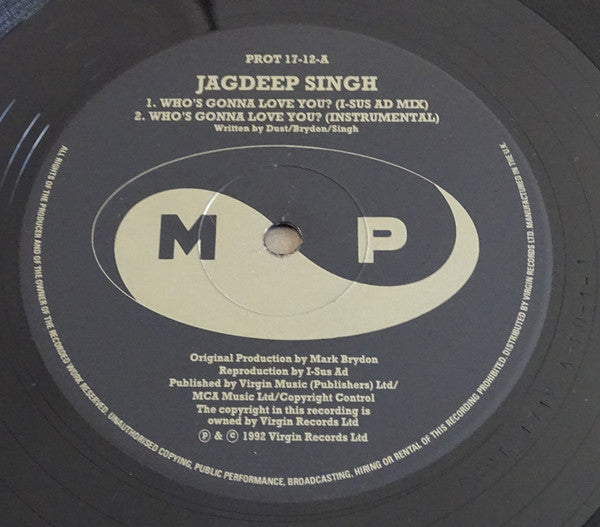 PROT 17-12-A
JAGDEEP SINGH
1. WHO'S GONNA LOVE YOU? (I-SUS AD MIX)
2. WHO'S GONNA LOVE YOU? (INSTRUMENTAL)
Written by Dust/Brydon/Singh
M P
Original Production by Mark Brydon
Reproduction by I-Sus Ad
Published by Virgin Music (Publishers) Ltd/
MCA Music Ltd/Copyright Control
The copyright in this recording is
owned by Virgin Records Ltd
℗ & © 1992 Virgin Records Ltd
ALL RIGHTS OF THE PRODUCER AND OF THE OWNER OF THE RECORDED WORK RESERVED. UNAUTHORISED COPYING, PUBLIC PERFORMANCE, BROADCASTING, HIRING OR RENTAL OF THIS RECORDING PROHIBITED. DISTRIBUTED BY VIRGIN RECORDS LTD. MANUFACTURED IN THE U.K.